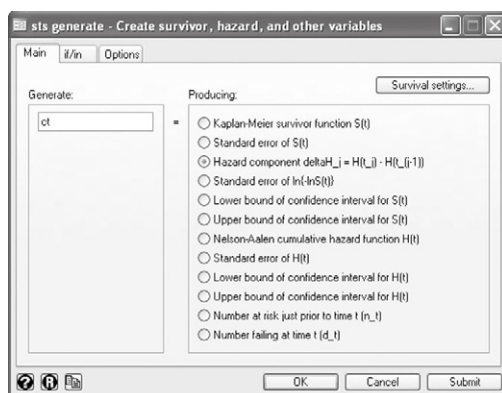 sts generate - Create survivor, hazard, and other variables
Main if/in Options
Survival settings...
Generate:
ct
=
Producing:
Kaplan-Meier survivor function S(t)
Standard error of S(t)
Hazard component deltaH_j = H(t_j) - H(t_(j-1))
Standard error of ln{-lnS(t)}
Lower bound of confidence interval for S(t)
Upper bound of confidence interval for S(t)
Nelson-Aalen cumulative hazard function H(t)
Standard error of H(t)
Lower bound of confidence interval for H(t)
Upper bound of confidence interval for H(t)
Number at risk just prior to time t (n_t)
Number failing at time t (d_t)
? R
OK Cancel Submit